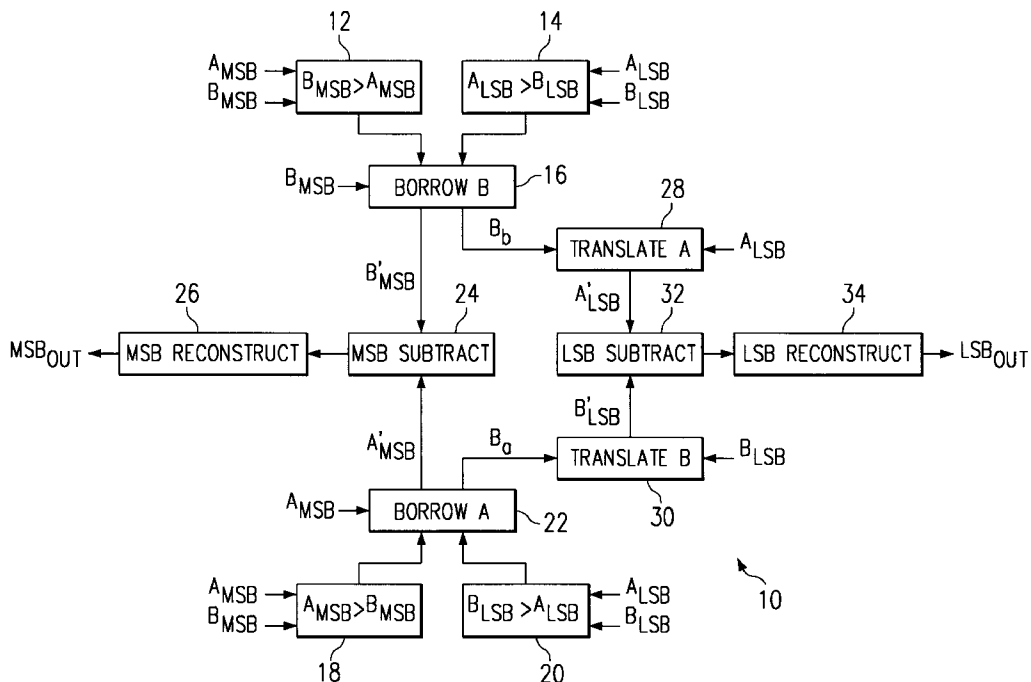 12
14
A_MSB
B_MSB
B_MSB > A_MSB
A_LSB > B_LSB
A_LSB
B_LSB
B_MSB
BORROW B
16
28
B_b
TRANSLATE A
A_LSB
B'_MSB
A'_LSB
26
24
32
34
MSB_OUT
MSB RECONSTRUCT
MSB SUBTRACT
LSB SUBTRACT
LSB RECONSTRUCT
LSB_OUT
A'_MSB
B'_LSB
B_a
TRANSLATE B
B_LSB
30
A_MSB
BORROW A
22
A_MSB
B_MSB
A_MSB > B_MSB
B_LSB > A_LSB
A_LSB
B_LSB
10
18
20